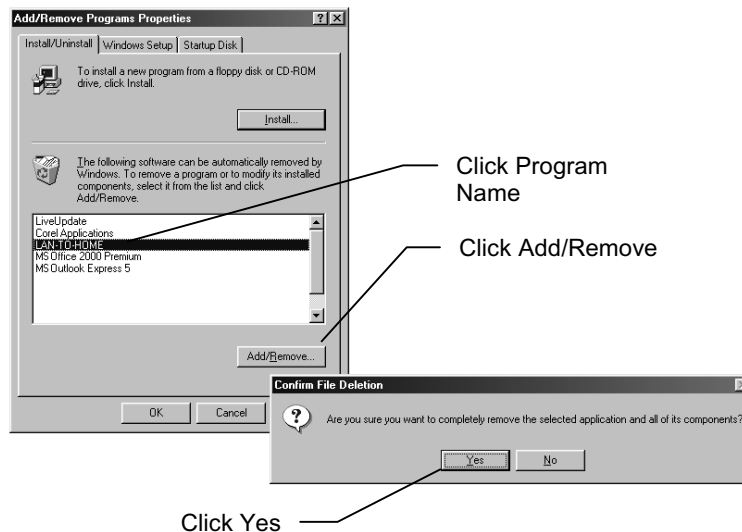 Add/Remove Programs Properties
Install/Uninstall
Windows Setup
Startup Disk
To install a new program from a floppy disk or CD-ROM
drive, click Install.
Install...
The following software can be automatically removed by
Windows. To remove a program or to modify its installed
components, select it from the list and click
Add/Remove.
LiveUpdate
Corel Applications
LAN-TO-HOME
MS Office 2000 Premium
MS Outlook Express 5
Add/Remove...
OK
Cancel
Click Program
Name
Click Add/Remove
Confirm File Deletion
Are you sure you want to completely remove the selected application and all of its components?
Yes
No
Click Yes